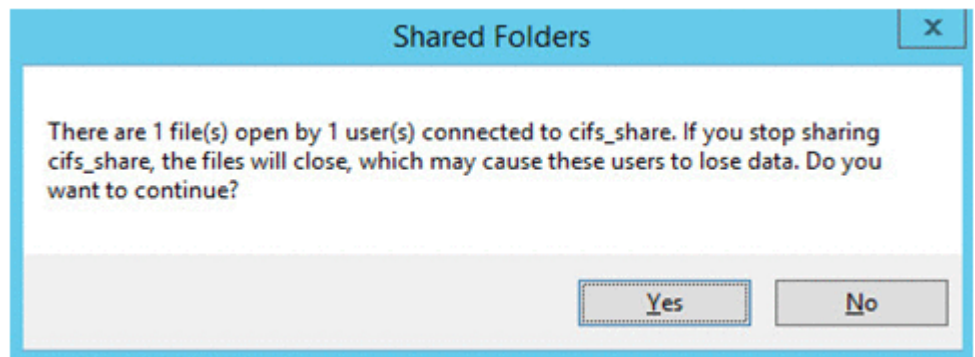 Shared Folders
x
There are 1 file(s) open by 1 user(s) connected to cifs_share. If you stop sharing
cifs_share, the files will close, which may cause these users to lose data. Do you
want to continue?
Yes
No